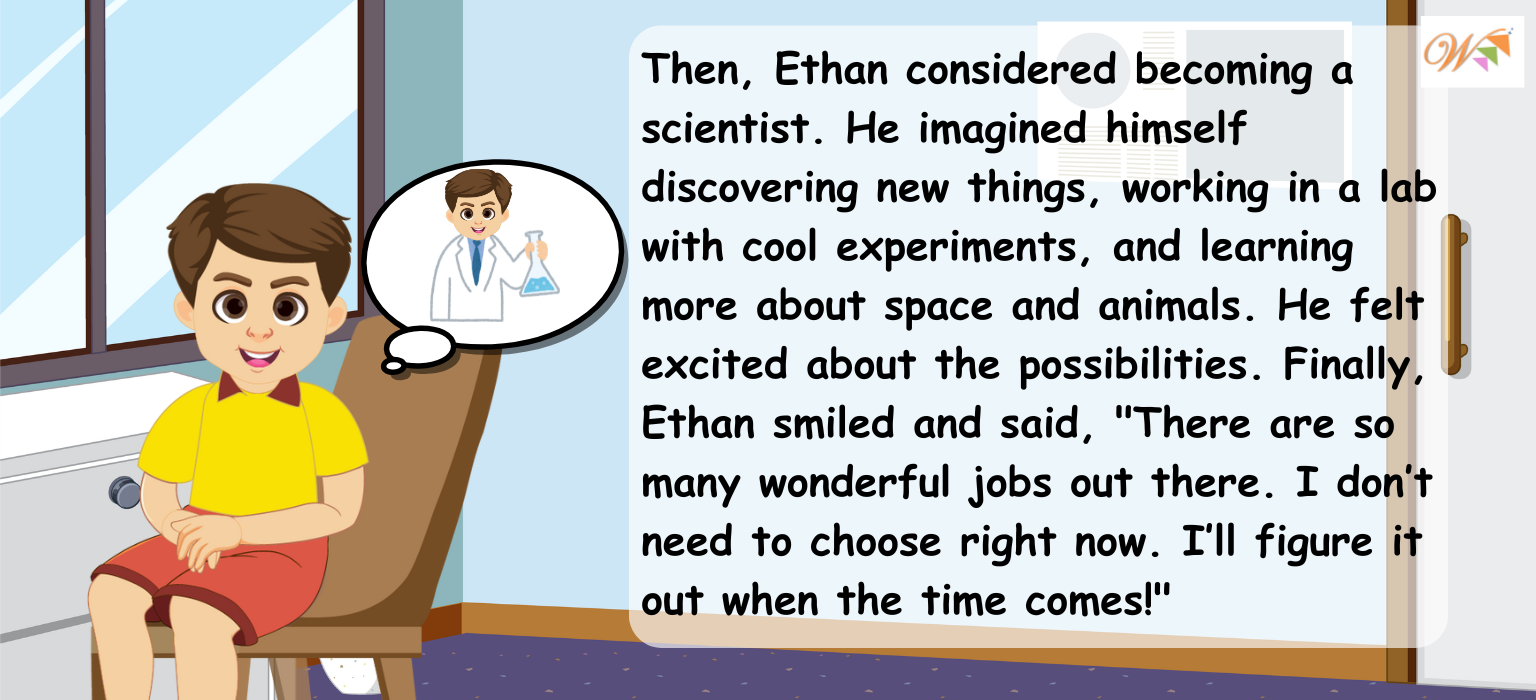 Then, Ethan considered becoming a
scientist. He imagined himself
discovering new things, working in a lab
with cool experiments, and learning
more about space and animals. He felt
excited about the possibilities. Finally,
Ethan smiled and said, "There are so
many wonderful jobs out there. I don't
need to choose right now. I'll figure it
out when the time comes!"
W